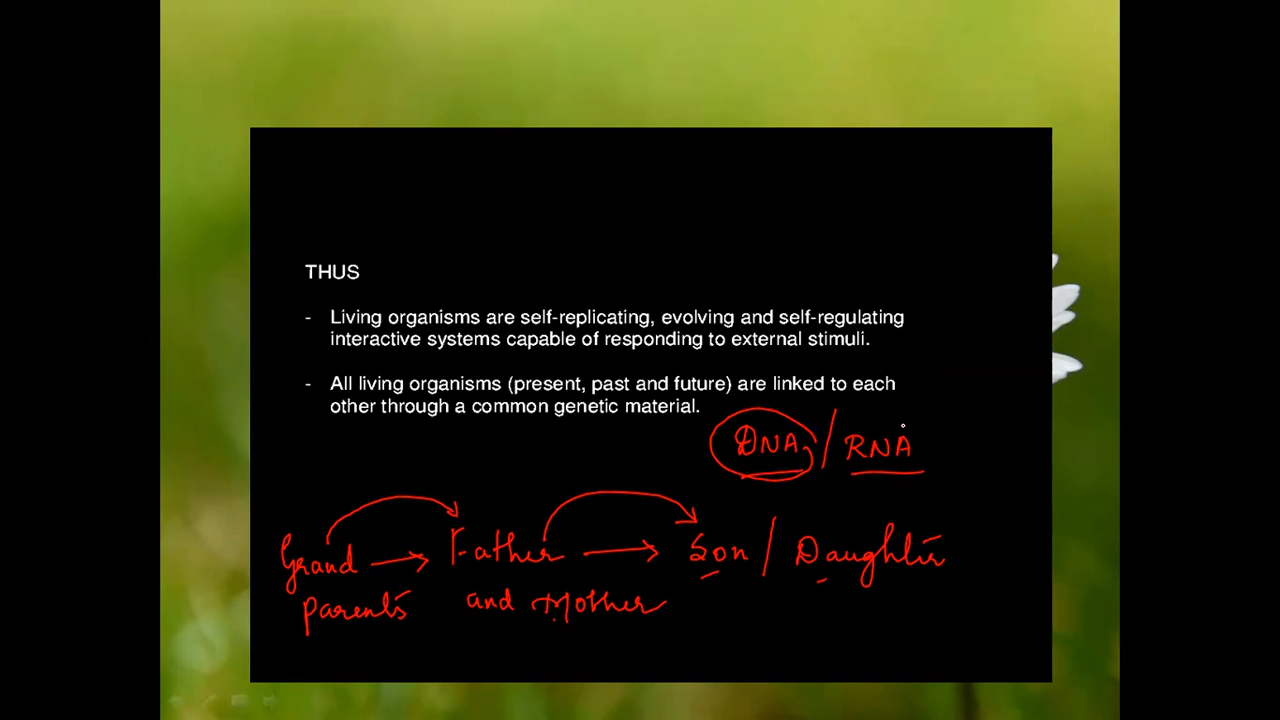 THUS
- Living organisms are self-replicating, evolving and self-regulating
interactive systems capable of responding to external stimuli.
- All living organisms (present, past and future) are linked to each
other through a common genetic material.
DNA / RNA
Grand → Father → Son / Daughter
parents and Mother